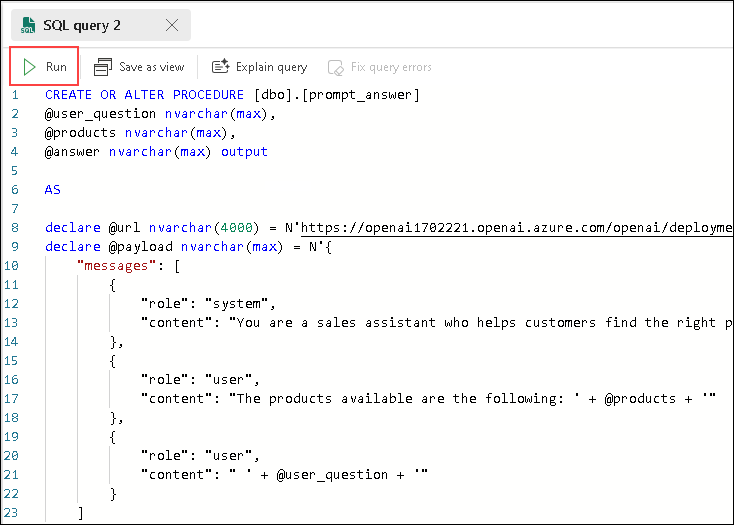 SQL query 2
Run Save as view Explain query Fix query errors
1 CREATE OR ALTER PROCEDURE [dbo].[prompt_answer]
2 @user_question nvarchar(max),
3 @products nvarchar(max),
4 @answer nvarchar(max) output
5
6 AS
7
8 declare @url nvarchar(4000) = N'https://openai1702221.openai.azure.com/openai/deployme
9 declare @payload nvarchar(max) = N'{
10 "messages": [
11 {
12 "role": "system",
13 "content": "You are a sales assistant who helps customers find the right p
14 },
15 {
16 "role": "user",
17 "content": "The products available are the following: ' + @products + '"
18 },
19 {
20 "role": "user",
21 "content": " ' + @user_question + '"
22 }
23 ]